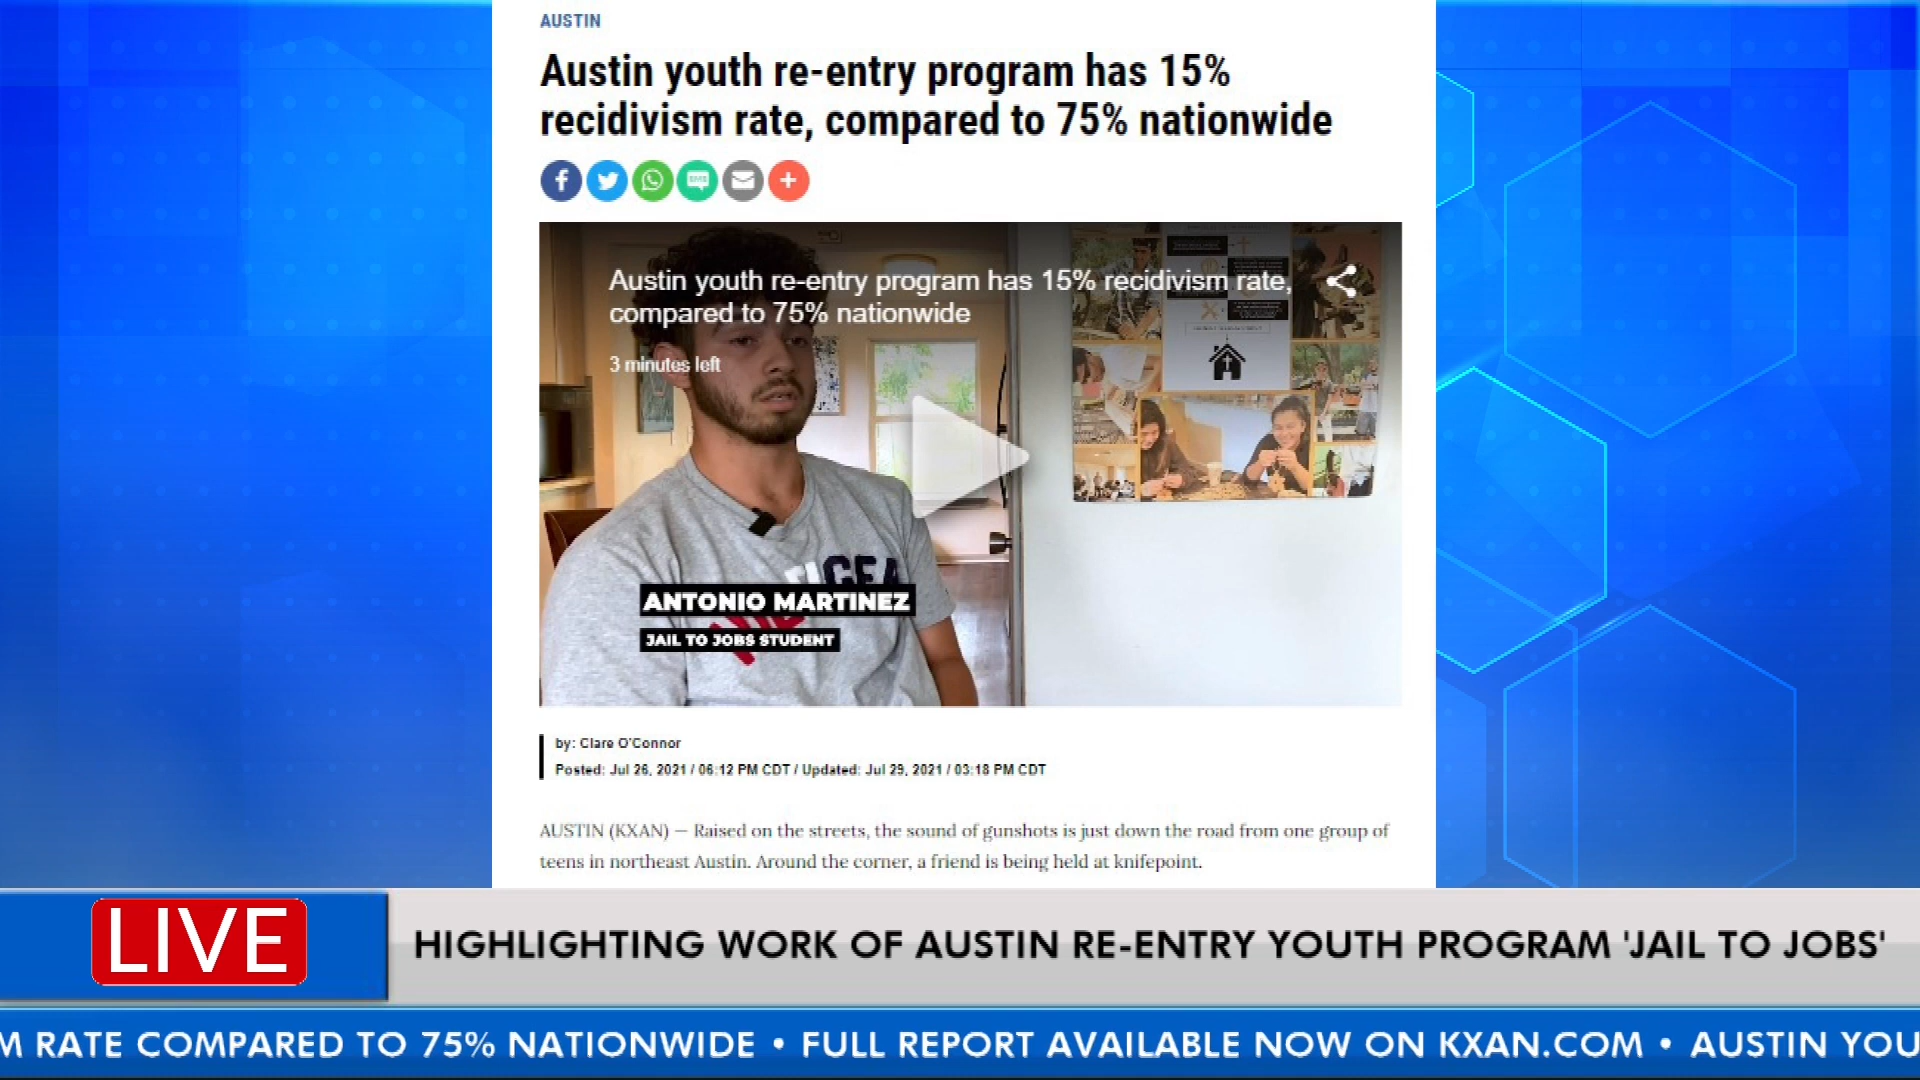 AUSTIN
Austin youth re-entry program has 15%
recidivism rate, compared to 75% nationwide
Austin youth re-entry program has 15% recidivism rate,
compared to 75% nationwide
3 minutes left
ANTONIO MARTINEZ
JAIL TO JOBS STUDENT
by: Clare O'Connor
Posted: Jul 26, 2021 / 06:12 PM CDT / Updated: Jul 29, 2021 / 03:18 PM CDT
AUSTIN (KXAN) — Raised on the streets, the sound of gunshots is just down the road from one group of
teens in northeast Austin. Around the corner, a friend is being held at knifepoint.
LIVE
HIGHLIGHTING WORK OF AUSTIN RE-ENTRY YOUTH PROGRAM 'JAIL TO JOBS'
M RATE COMPARED TO 75% NATIONWIDE • FULL REPORT AVAILABLE NOW ON KXAN.COM • AUSTIN YOU